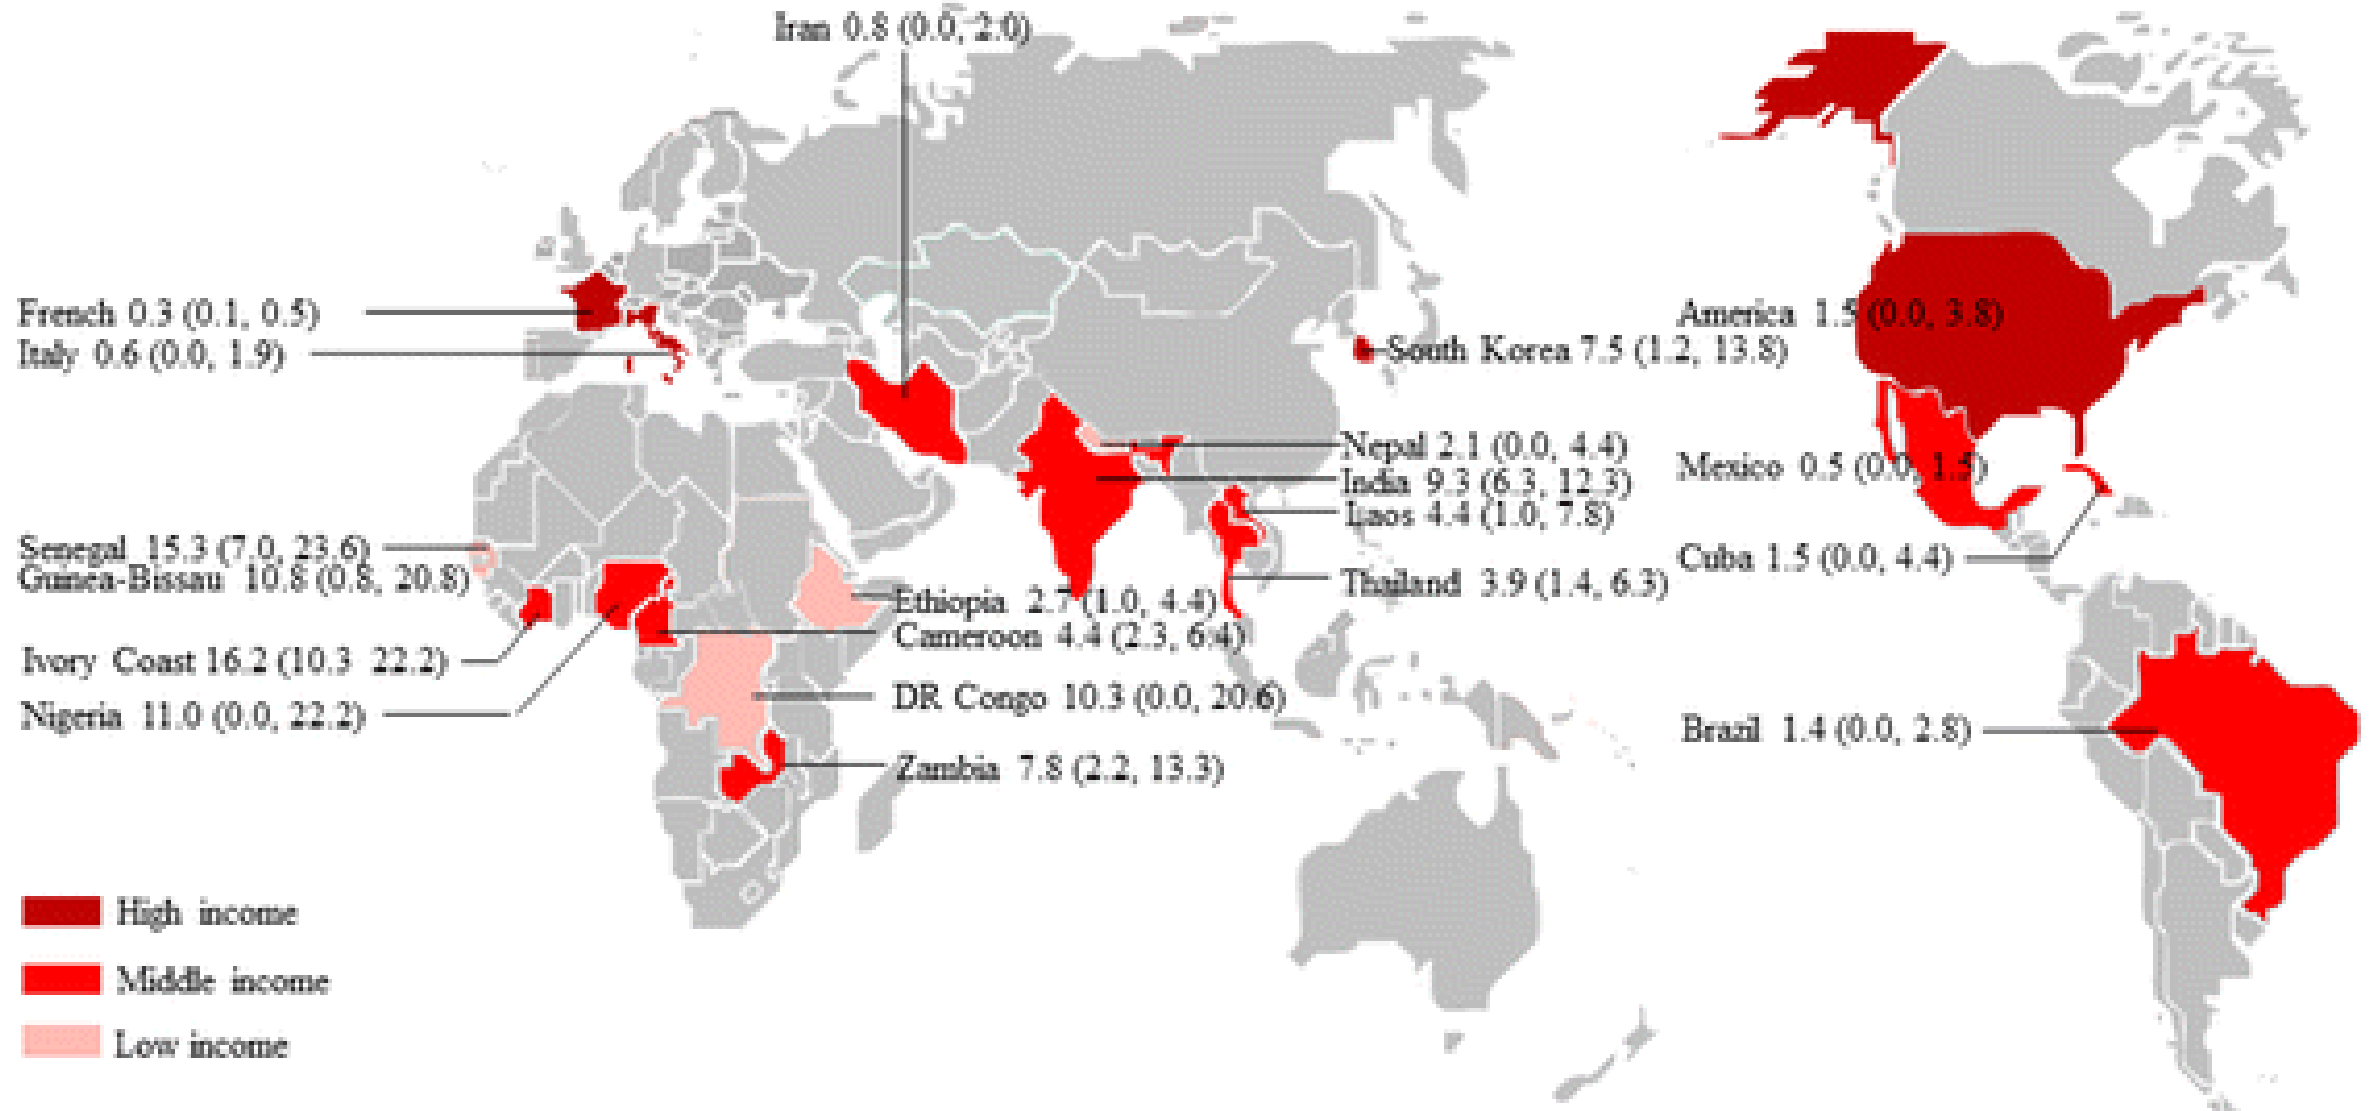 Iran 0.8 (0.0, 2.0)
French 0.3 (0.1, 0.5)
Italy 0.6 (0.0, 1.9)
America 1.5 (0.0, 3.8)
South Korea 7.5 (1.2, 13.8)
Nepal 2.1 (0.0, 4.4)
India 9.3 (6.3, 12.3)
Laos 4.4 (1.0, 7.8)
Thailand 3.9 (1.4, 6.3)
Mexico 0.5 (0.0, 1.5)
Cuba 1.5 (0.0, 4.4)
Senegal 15.3 (7.0, 23.6)
Guinea-Bissau 10.8 (0.8, 20.8)
Ivory Coast 16.2 (10.3 22.2)
Nigeria 11.0 (0.0, 22.2)
Ethiopia 2.7 (1.0, 4.4)
Cameroon 4.4 (2.3, 6.4)
DR Congo 10.3 (0.0, 20.6)
Zambia 7.8 (2.2, 13.3)
Brazil 1.4 (0.0, 2.8)
High income
Middle income
Low income